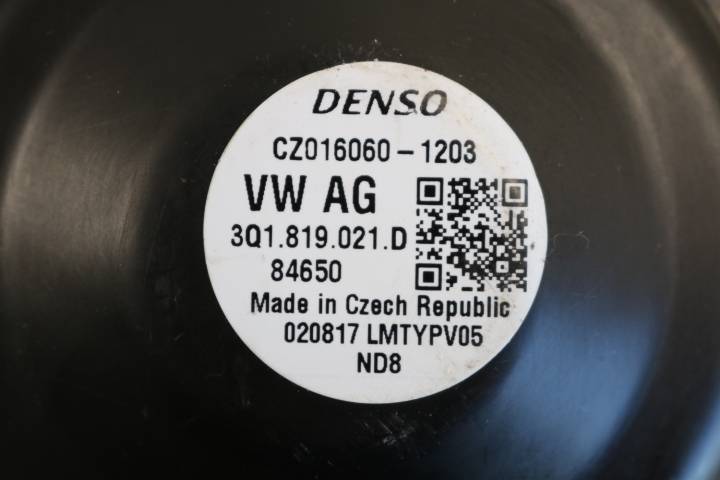 DENSO
CZ016060-1203
VW AG
3Q1.819.021.D
84650
Made in Czech Republic
020817 LMTYPV05
ND8